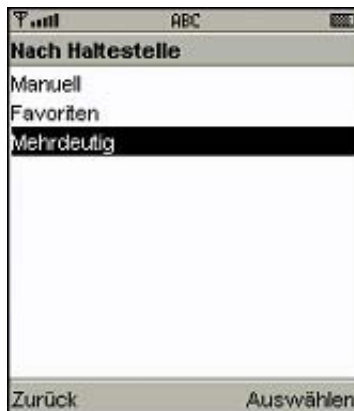 ABC
Nach Haltestelle
Manuell
Favoriten
Mehrdeutig
Zurück Auswählen